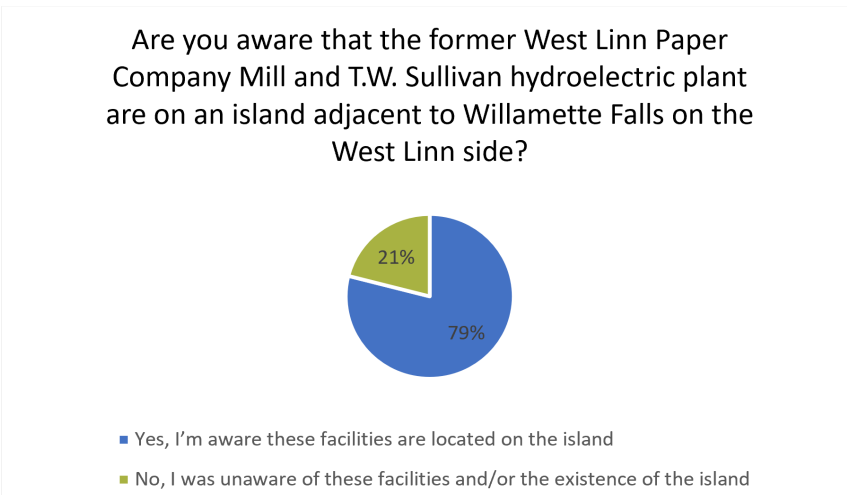 Are you aware that the former West Linn Paper
Company Mill and T.W. Sullivan hydroelectric plant
are on an island adjacent to Willamette Falls on the
West Linn side?
21%
79%
Yes, I’m aware these facilities are located on the island
No, I was unaware of these facilities and/or the existence of the island